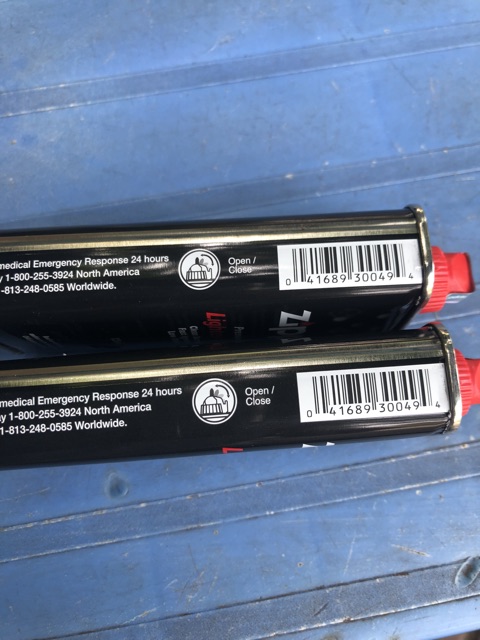 medical Emergency Response 24 hours
y 1-800-255-3924 North America
-813-248-0585 Worldwide.
Open /
Close
0 41689 30049 4
medical Emergency Response 24 hours
y 1-800-255-3924 North America
1-813-248-0585 Worldwide.
Open /
Close
0 41689 30049 4